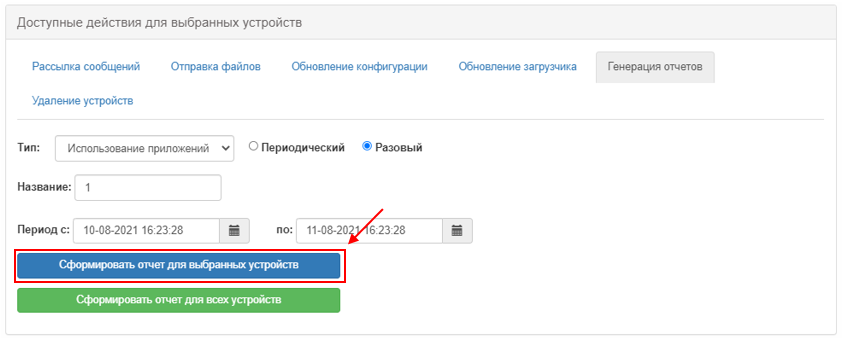 Доступные действия для выбранных устройств
Рассылка сообщений Отправка файлов Обновление конфигурации Обновление загрузчика Генерация отчетов
Удаление устройств
Тип: Использование приложений Периодический Разовый
Название: 1
Период с: 10-08-2021 16:23:28 по: 11-08-2021 16:23:28
Сформировать отчет для выбранных устройств
Сформировать отчет для всех устройств